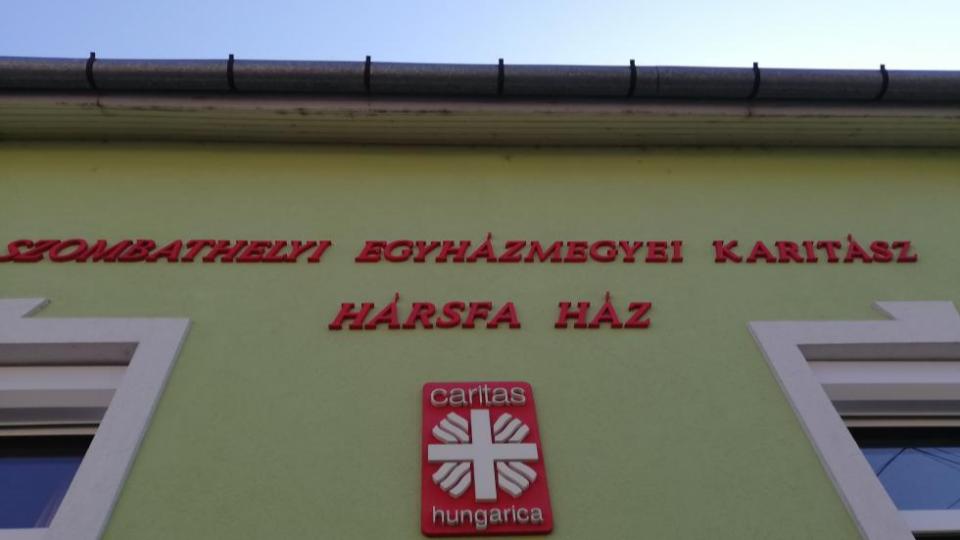 SZOMBATHELYI EGYHÁZMEGYEI KARITÁSZ
HÁRSFA HÁZ
caritas
hungarica